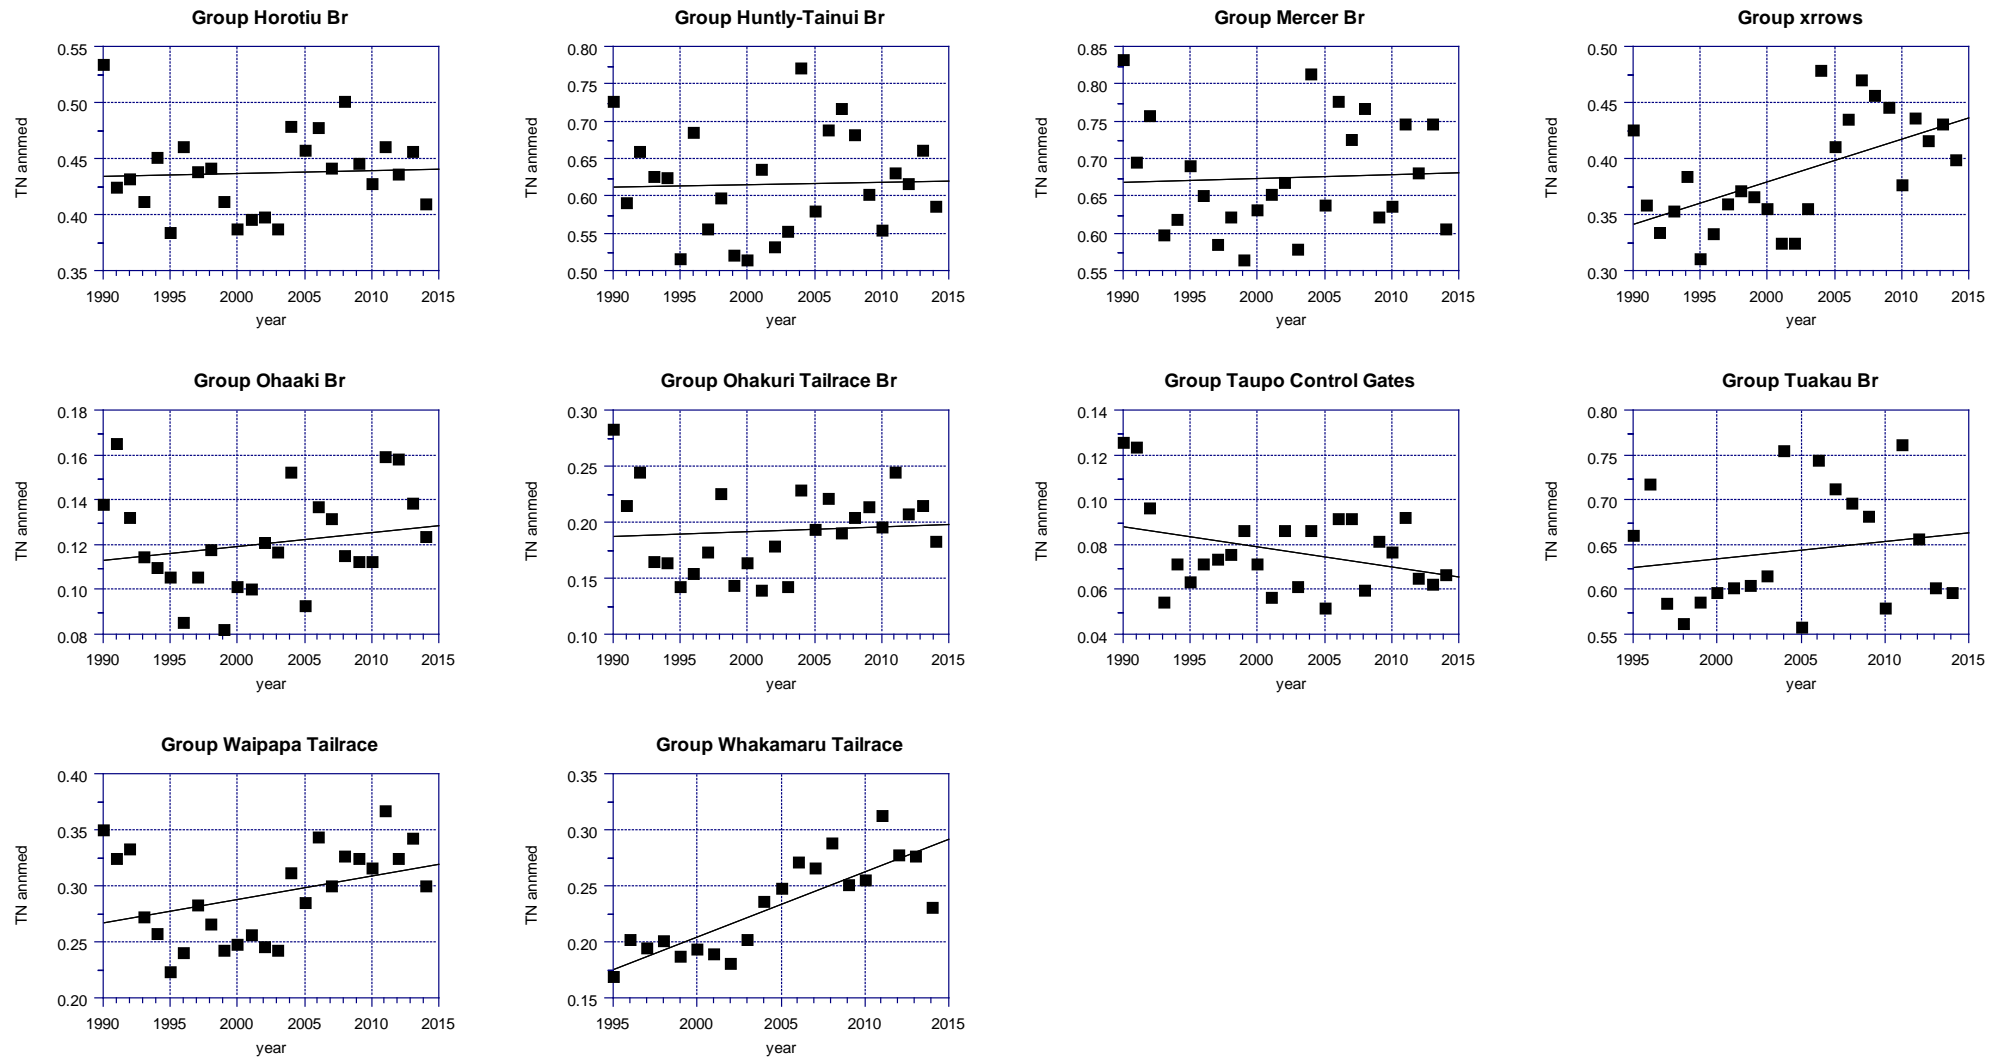 Group Horotiu Br
TN annmed
0.55
0.50
0.45
0.40
0.35
1990 1995 2000 2005 2010 2015
year
Group Huntly-Tainui Br
TN annmed
0.80
0.75
0.70
0.65
0.60
0.55
0.50
1990 1995 2000 2005 2010 2015
year
Group Mercer Br
TN annmed
0.85
0.80
0.75
0.70
0.65
0.60
0.55
1990 1995 2000 2005 2010 2015
year
Group xrrows
TN annmed
0.50
0.45
0.40
0.35
0.30
1990 1995 2000 2005 2010 2015
year
Group Ohaaki Br
TN annmed
0.18
0.16
0.14
0.12
0.10
0.08
1990 1995 2000 2005 2010 2015
year
Group Ohakuri Tailrace Br
TN annmed
0.30
0.25
0.20
0.15
0.10
1990 1995 2000 2005 2010 2015
year
Group Taupo Control Gates
TN annmed
0.14
0.12
0.10
0.08
0.06
0.04
1990 1995 2000 2005 2010 2015
year
Group Tuakau Br
TN annmed
0.80
0.75
0.70
0.65
0.60
0.55
1995 2000 2005 2010 2015
year
Group Waipapa Tailrace
TN annmed
0.40
0.35
0.30
0.25
0.20
1990 1995 2000 2005 2010 2015
year
Group Whakamaru Tailrace
TN annmed
0.35
0.30
0.25
0.20
0.15
1995 2000 2005 2010 2015
year